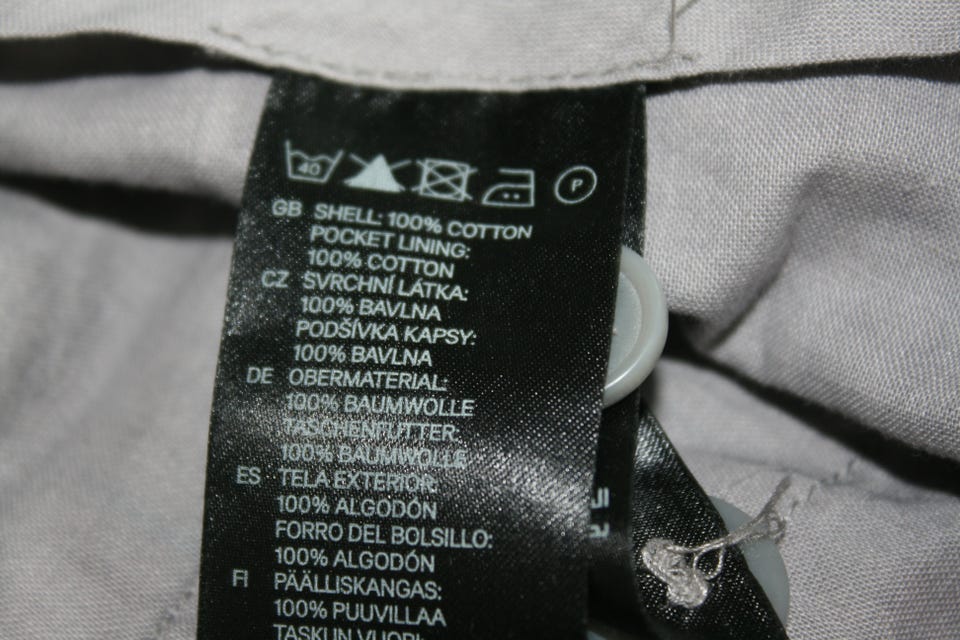 40 P
GB SHELL: 100% COTTON
POCKET LINING:
100% COTTON
CZ SVRCHNÍ LÁTKA:
100% BAVLNA
PODŠÍVKA KAPSY:
100% BAVLNA
DE OBERMATERIAL:
100% BAUMWOLLE
TASCHENFUTTER:
100% BAUMWOLLE
ES TELA EXTERIOR:
100% ALGODÓN
FORRO DEL BOLSILLO:
100% ALGODÓN
FI PÄÄLLISKANGAS:
100% PUUVILLAA
TASKUN VUORI: